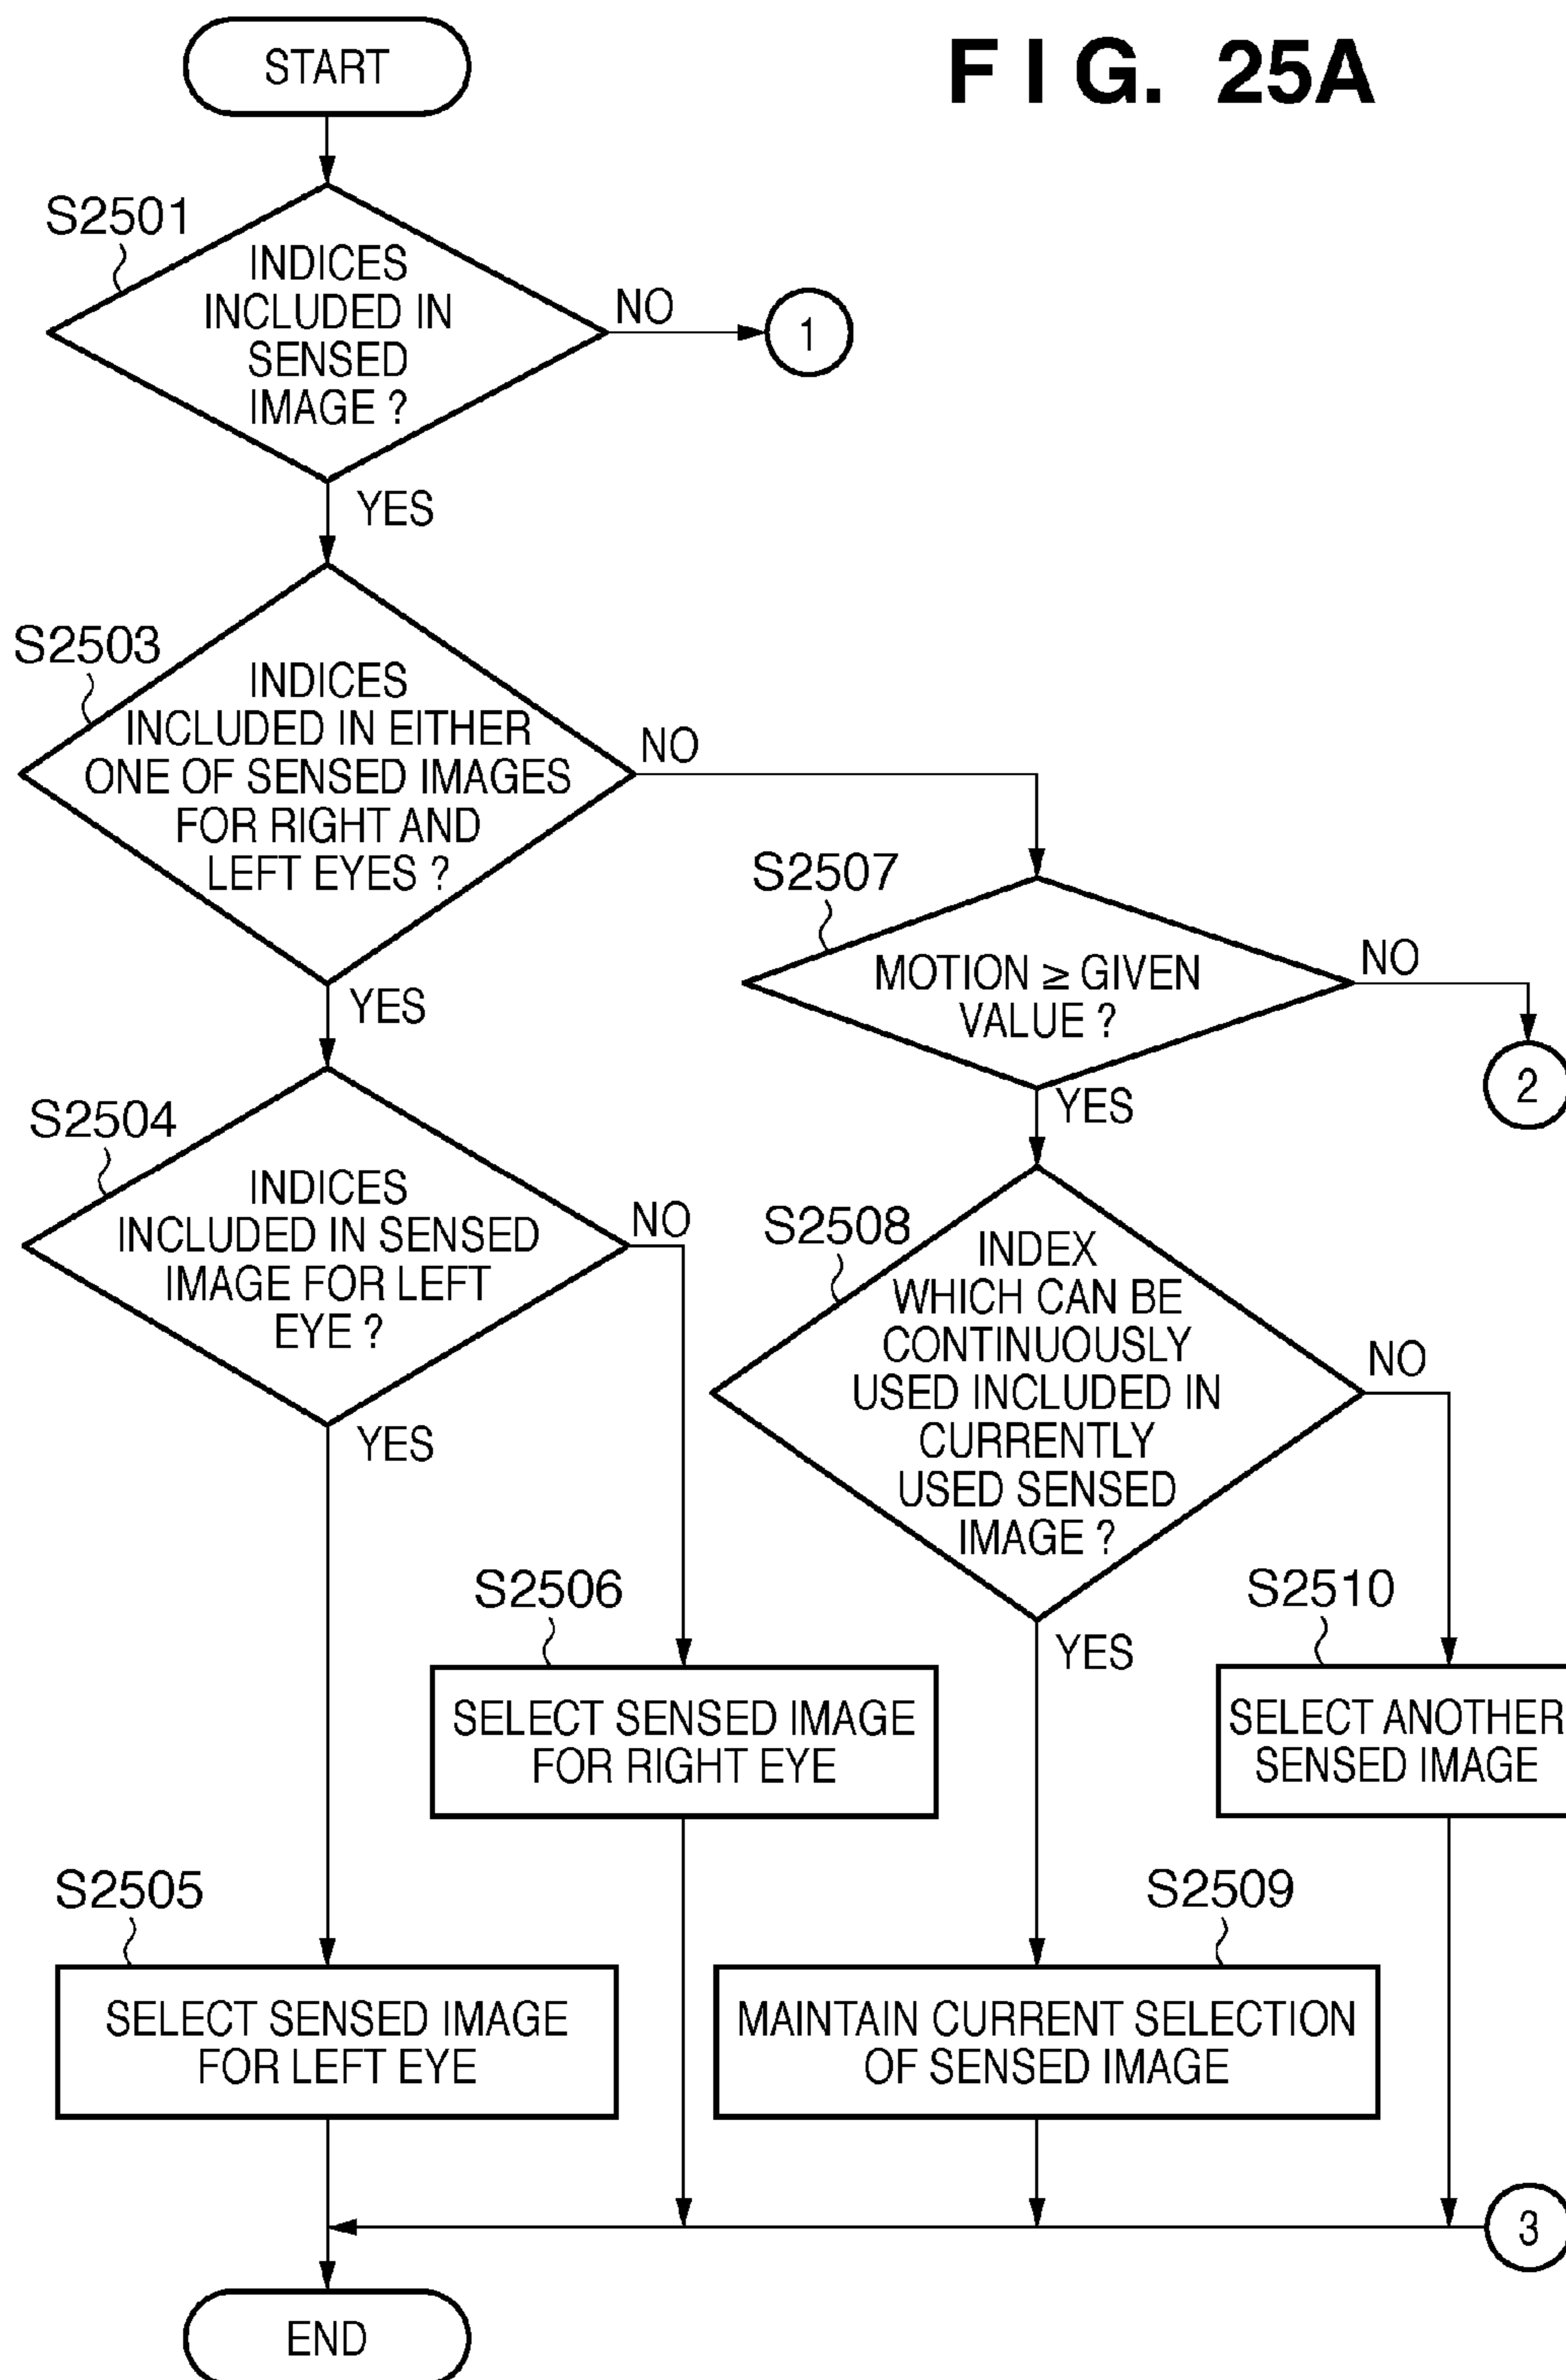 FIG. 25A
START
S2501
INDICES
INCLUDED IN
SENSED
IMAGE ?
NO
1
YES
S2503
INDICES
INCLUDED IN EITHER
ONE OF SENSED IMAGES
FOR RIGHT AND
LEFT EYES ?
NO
YES
S2507
MOTION ≥ GIVEN
VALUE ?
NO
2
YES
S2504
INDICES
INCLUDED IN SENSED
IMAGE FOR LEFT
EYE ?
NO
YES
S2508
INDEX
WHICH CAN BE
CONTINUOUSLY
USED INCLUDED IN
CURRENTLY
USED SENSED
IMAGE ?
NO
YES
S2506
SELECT SENSED IMAGE
FOR RIGHT EYE
S2510
SELECT ANOTHER
SENSED IMAGE
S2505
SELECT SENSED IMAGE
FOR LEFT EYE
S2509
MAINTAIN CURRENT SELECTION
OF SENSED IMAGE
3
END